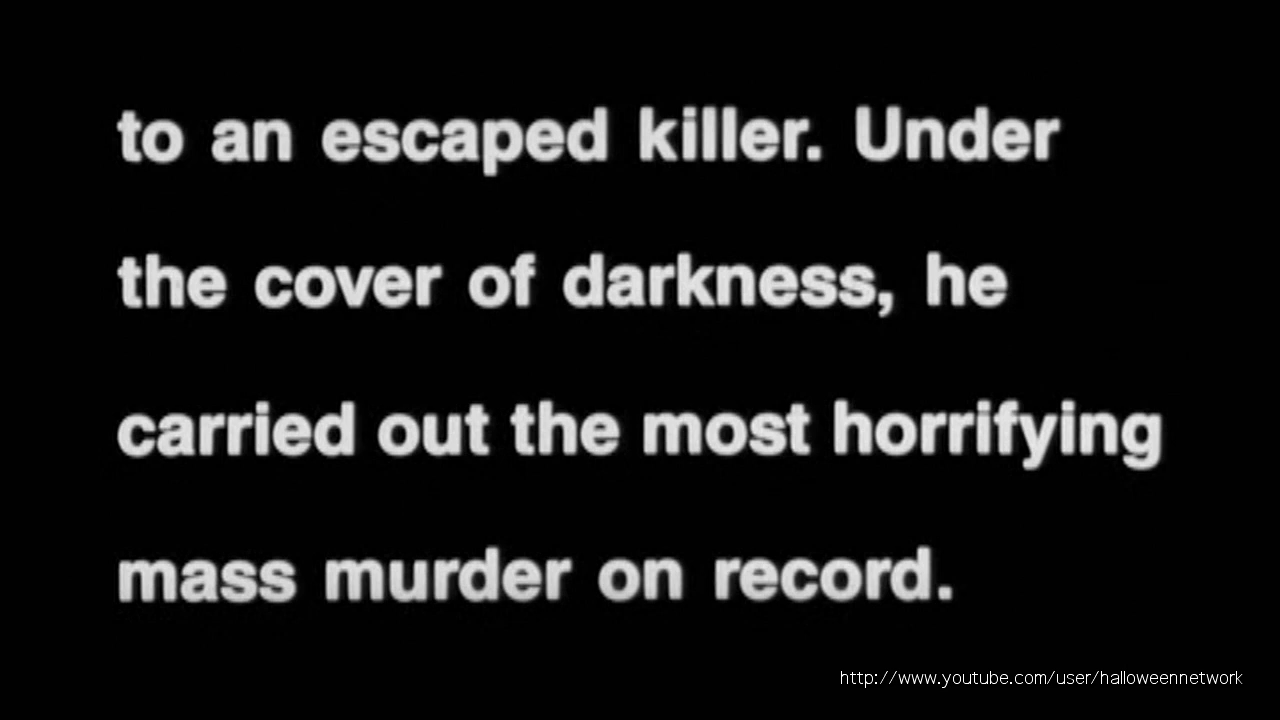 to an escaped killer. Under
the cover of darkness, he
carried out the most horrifying
mass murder on record.
http://www.youtube.com/user/halloweennetwork